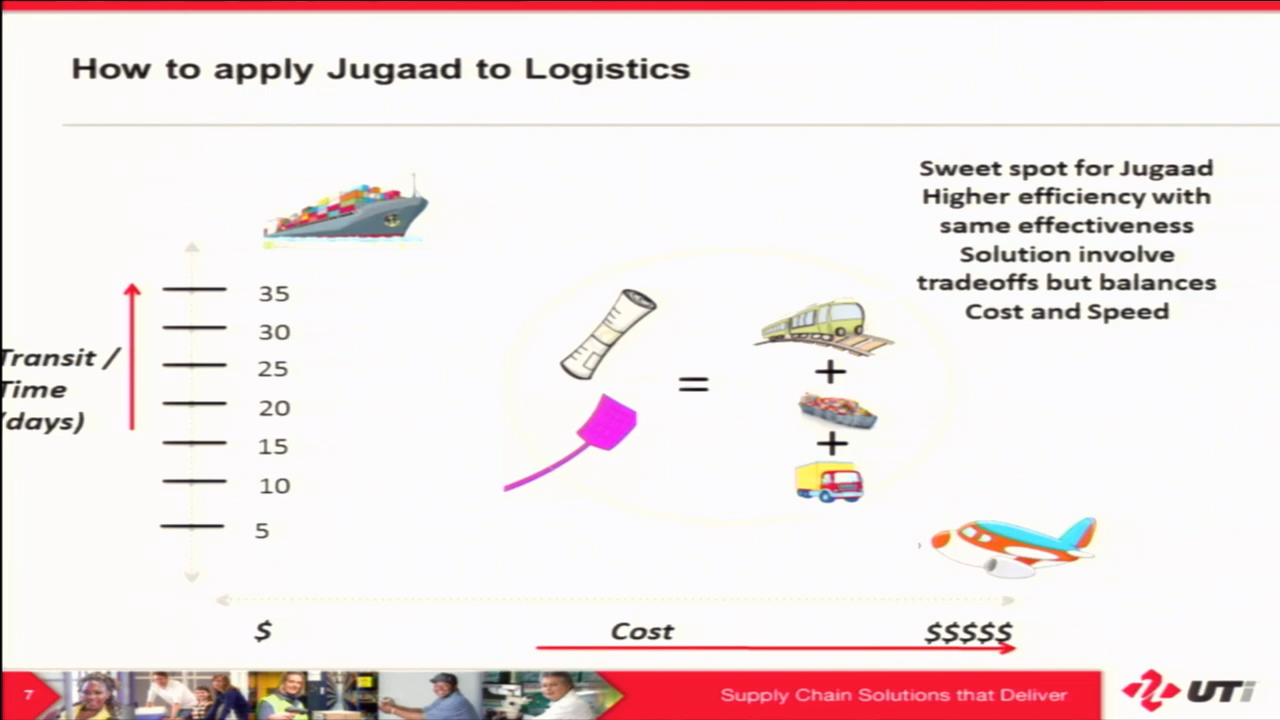 How to apply Jugaad to Logistics
Sweet spot for Jugaad
Higher efficiency with
same effectiveness
Solution involve
tradeoffs but balances
Cost and Speed
35
30
25
20
15
10
5
Transit /
Time
(days)
=
+
+
$
Cost
$$$$$
7
Supply Chain Solutions that Deliver
UTi